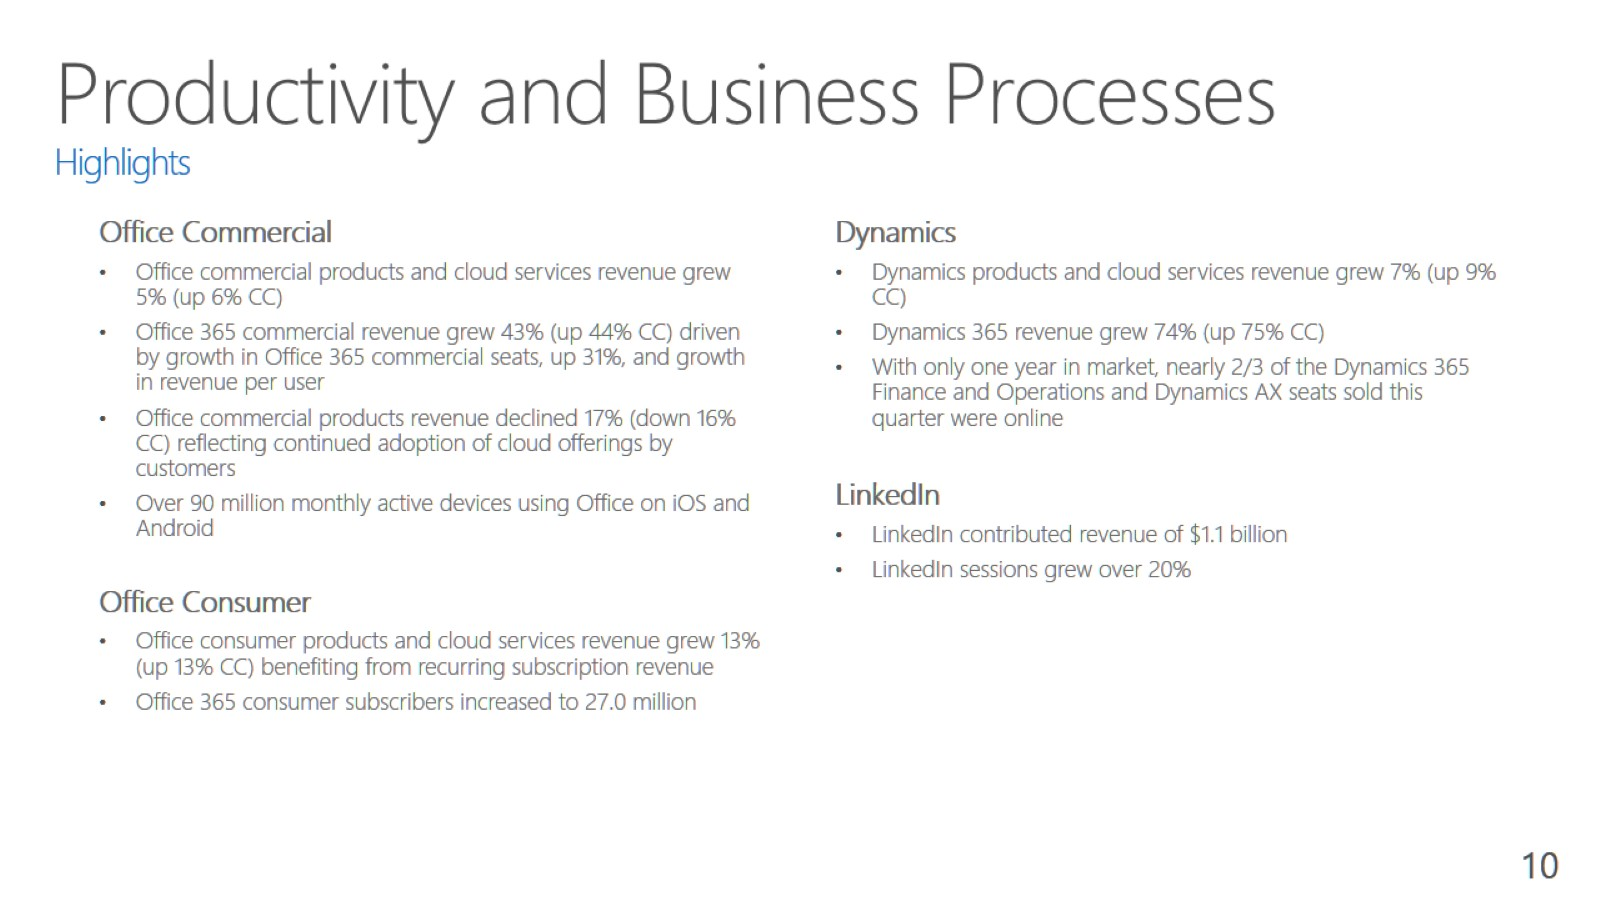 Productivity and Business Processes
Highlights
Office Commercial
• Office commercial products and cloud services revenue grew
5% (up 6% CC)
• Office 365 commercial revenue grew 43% (up 44% CC) driven
by growth in Office 365 commercial seats, up 31%, and growth
in revenue per user
• Office commercial products revenue declined 17% (down 16%
CC) reflecting continued adoption of cloud offerings by
customers
• Over 90 million monthly active devices using Office on iOS and
Android
Office Consumer
• Office consumer products and cloud services revenue grew 13%
(up 13% CC) benefiting from recurring subscription revenue
• Office 365 consumer subscribers increased to 27.0 million
Dynamics
• Dynamics products and cloud services revenue grew 7% (up 9%
CC)
• Dynamics 365 revenue grew 74% (up 75% CC)
• With only one year in market, nearly 2/3 of the Dynamics 365
Finance and Operations and Dynamics AX seats sold this
quarter were online
LinkedIn
• LinkedIn contributed revenue of $1.1 billion
• LinkedIn sessions grew over 20%
10